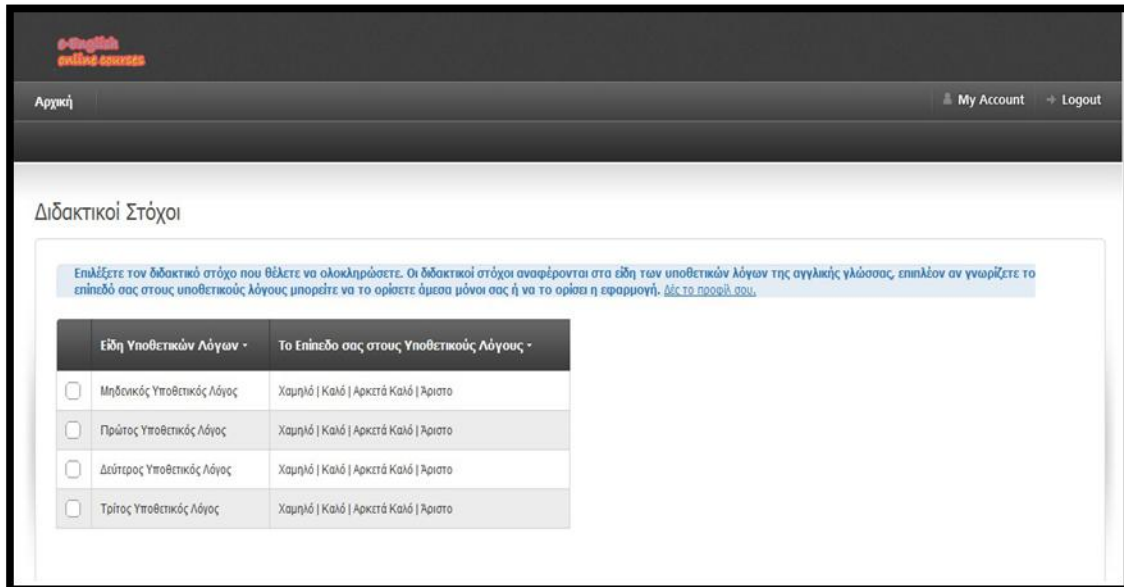 e-English
online courses
Αρχική
My Account
Logout
Διδακτικοί Στόχοι
Επιλέξετε τον διδακτικό στόχο που θέλετε να ολοκληρώσετε. Οι διδακτικοί στόχοι αναφέρονται στα είδη των υποθετικών λόγων της αγγλικής γλώσσας, επιπλέον αν γνωρίζετε το
επίπεδό σας στους υποθετικούς λόγους μπορείτε να το ορίσετε άμεσα μόνοι σας ή να το ορίσει η εφαρμογή. Δές το προφίλ σου.
Είδη Υποθετικών Λόγων Το Επίπεδο σας στους Υποθετικούς Λόγους
Μηδενικός Υποθετικός Λόγος Χαμηλό | Καλό | Αρκετά Καλό | Άριστο
Πρώτος Υποθετικός Λόγος Χαμηλό | Καλό | Αρκετά Καλό | Άριστο
Δεύτερος Υποθετικός Λόγος Χαμηλό | Καλό | Αρκετά Καλό | Άριστο
Τρίτος Υποθετικός Λόγος Χαμηλό | Καλό | Αρκετά Καλό | Άριστο